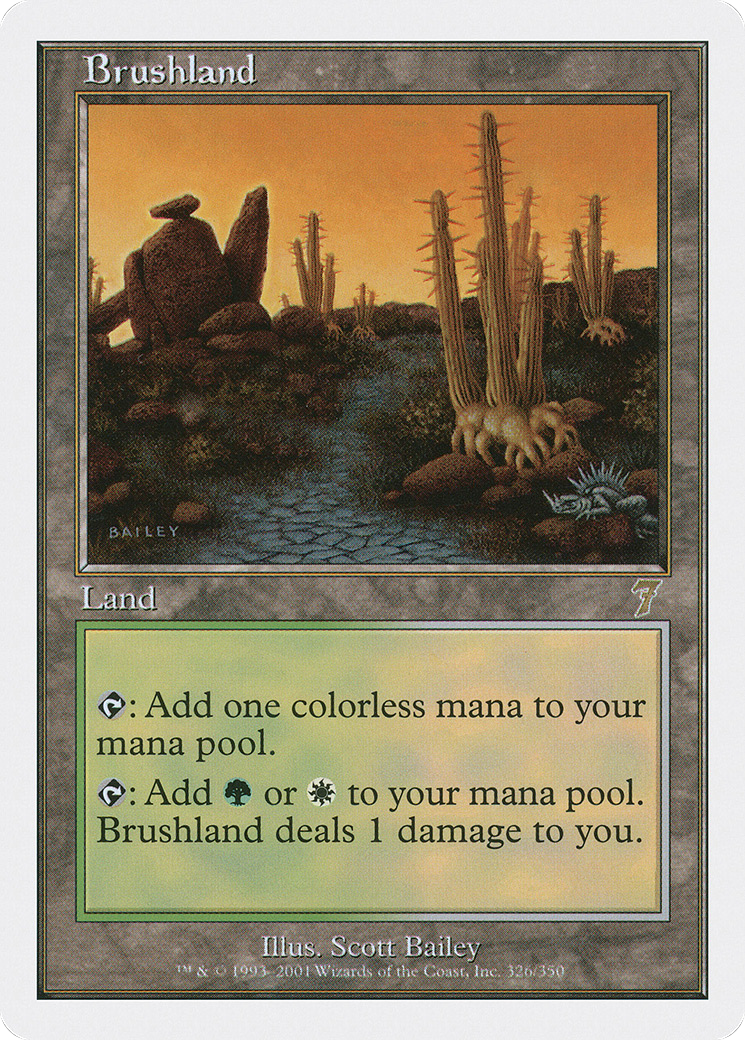 Brushland
BAILEY
Land
7
: Add one colorless mana to your
mana pool.
: Add or to your mana pool.
Brushland deals 1 damage to you.
Illus. Scott Bailey
™ & © 1993-2001 Wizards of the Coast, Inc. 326/350